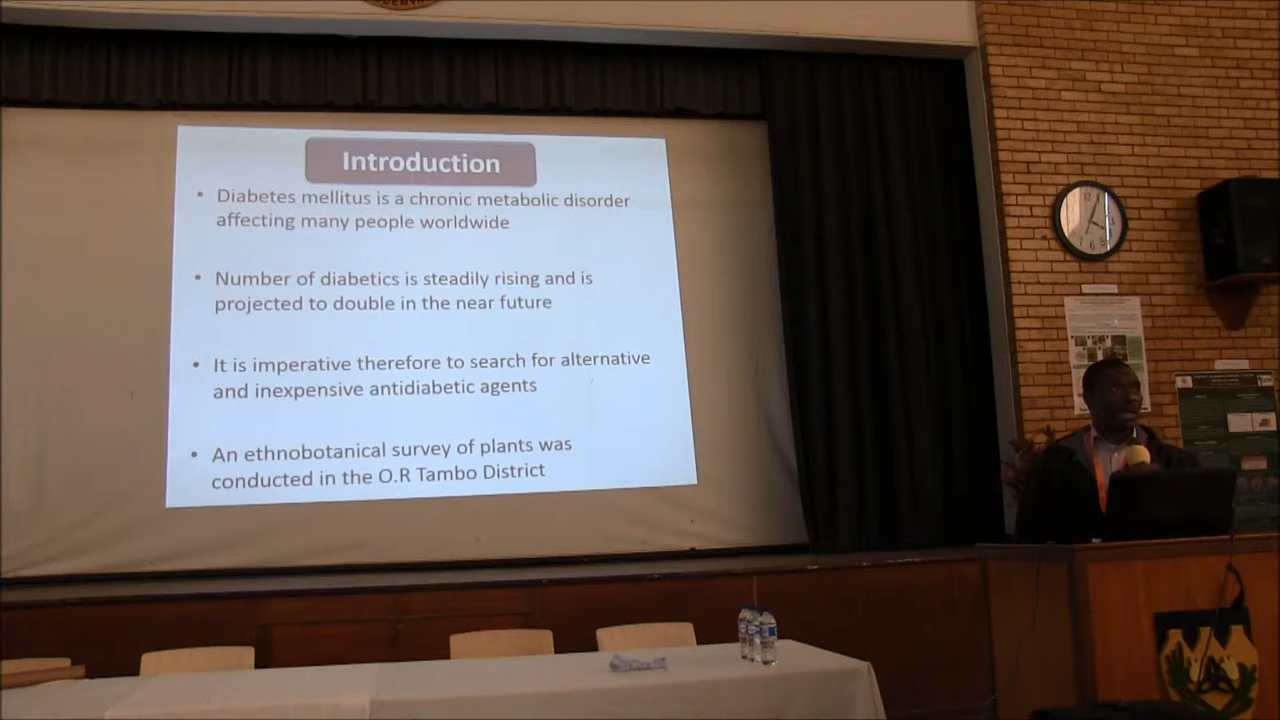 Introduction
• Diabetes mellitus is a chronic metabolic disorder
affecting many people worldwide
• Number of diabetics is steadily rising and is
projected to double in the near future
• It is imperative therefore to search for alternative
and inexpensive antidiabetic agents
• An ethnobotanical survey of plants was
conducted in the O.R Tambo District